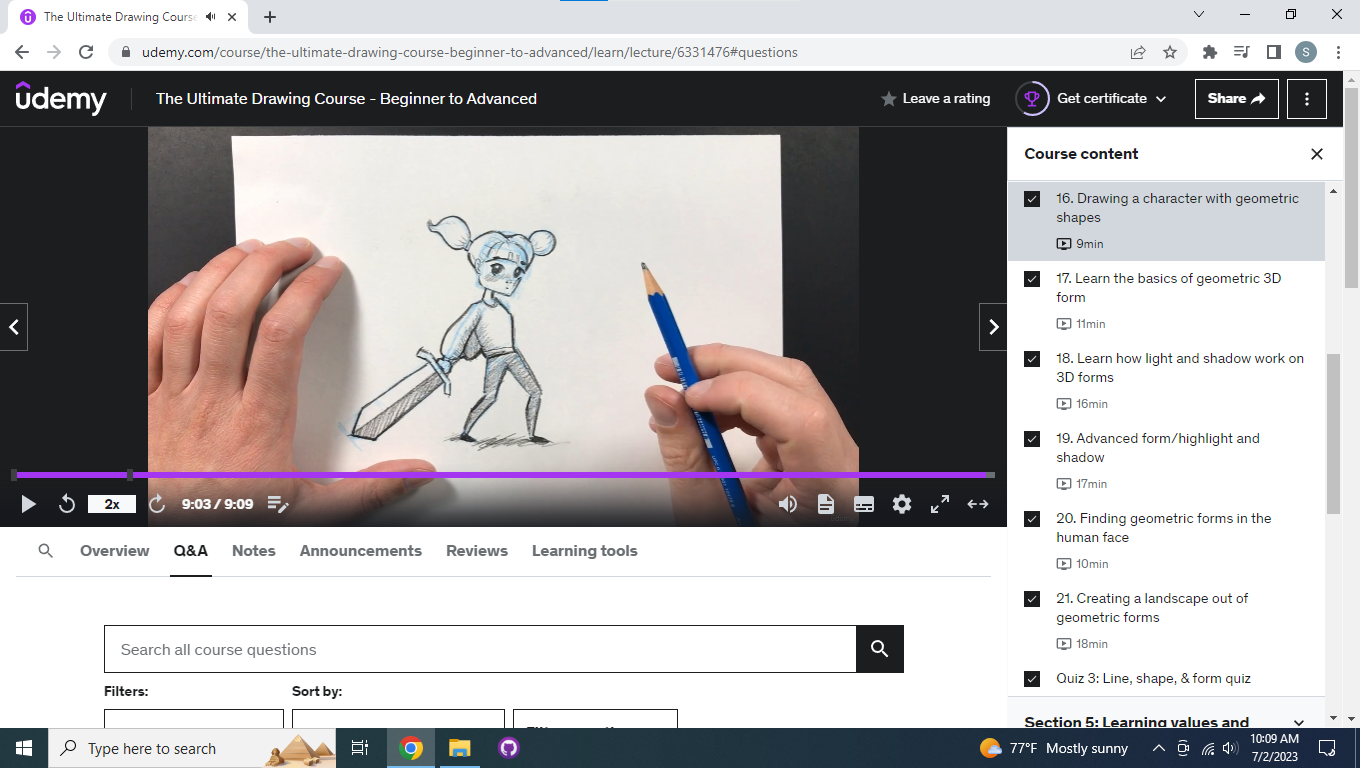 The Ultimate Drawing Course
udemy.com/course/the-ultimate-drawing-course-beginner-to-advanced/learn/lecture/6331476#questions
S
udemy
The Ultimate Drawing Course - Beginner to Advanced
Leave a rating
Get certificate
Share
Course content
16. Drawing a character with geometric
shapes
9min
17. Learn the basics of geometric 3D
form
11min
18. Learn how light and shadow work on
3D forms
16min
19. Advanced form/highlight and
shadow
17min
20. Finding geometric forms in the
human face
10min
21. Creating a landscape out of
geometric forms
18min
Quiz 3: Line, shape, & form quiz
Section 5: Learning values and
2x
9:03 / 9:09
Overview
Q&A
Notes
Announcements
Reviews
Learning tools
Search all course questions
Filters:
Sort by:
Type here to search
77°F Mostly sunny
10:09 AM
7/2/2023